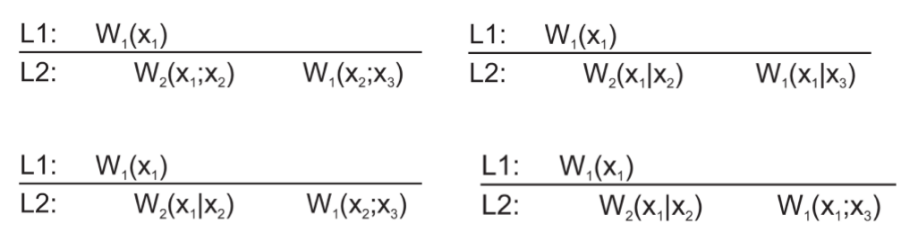 L1: W₁(x₁)
L2: W₂(x₁;x₂) W₁(x₂;x₃)
L1: W₁(x₁)
L2: W₂(x₁|x₂) W₁(x₁|x₃)
L1: W₁(x₁)
L2: W₂(x₁|x₂) W₁(x₂;x₃)
L1: W₁(x₁)
L2: W₂(x₁|x₂) W₁(x₁;x₃)